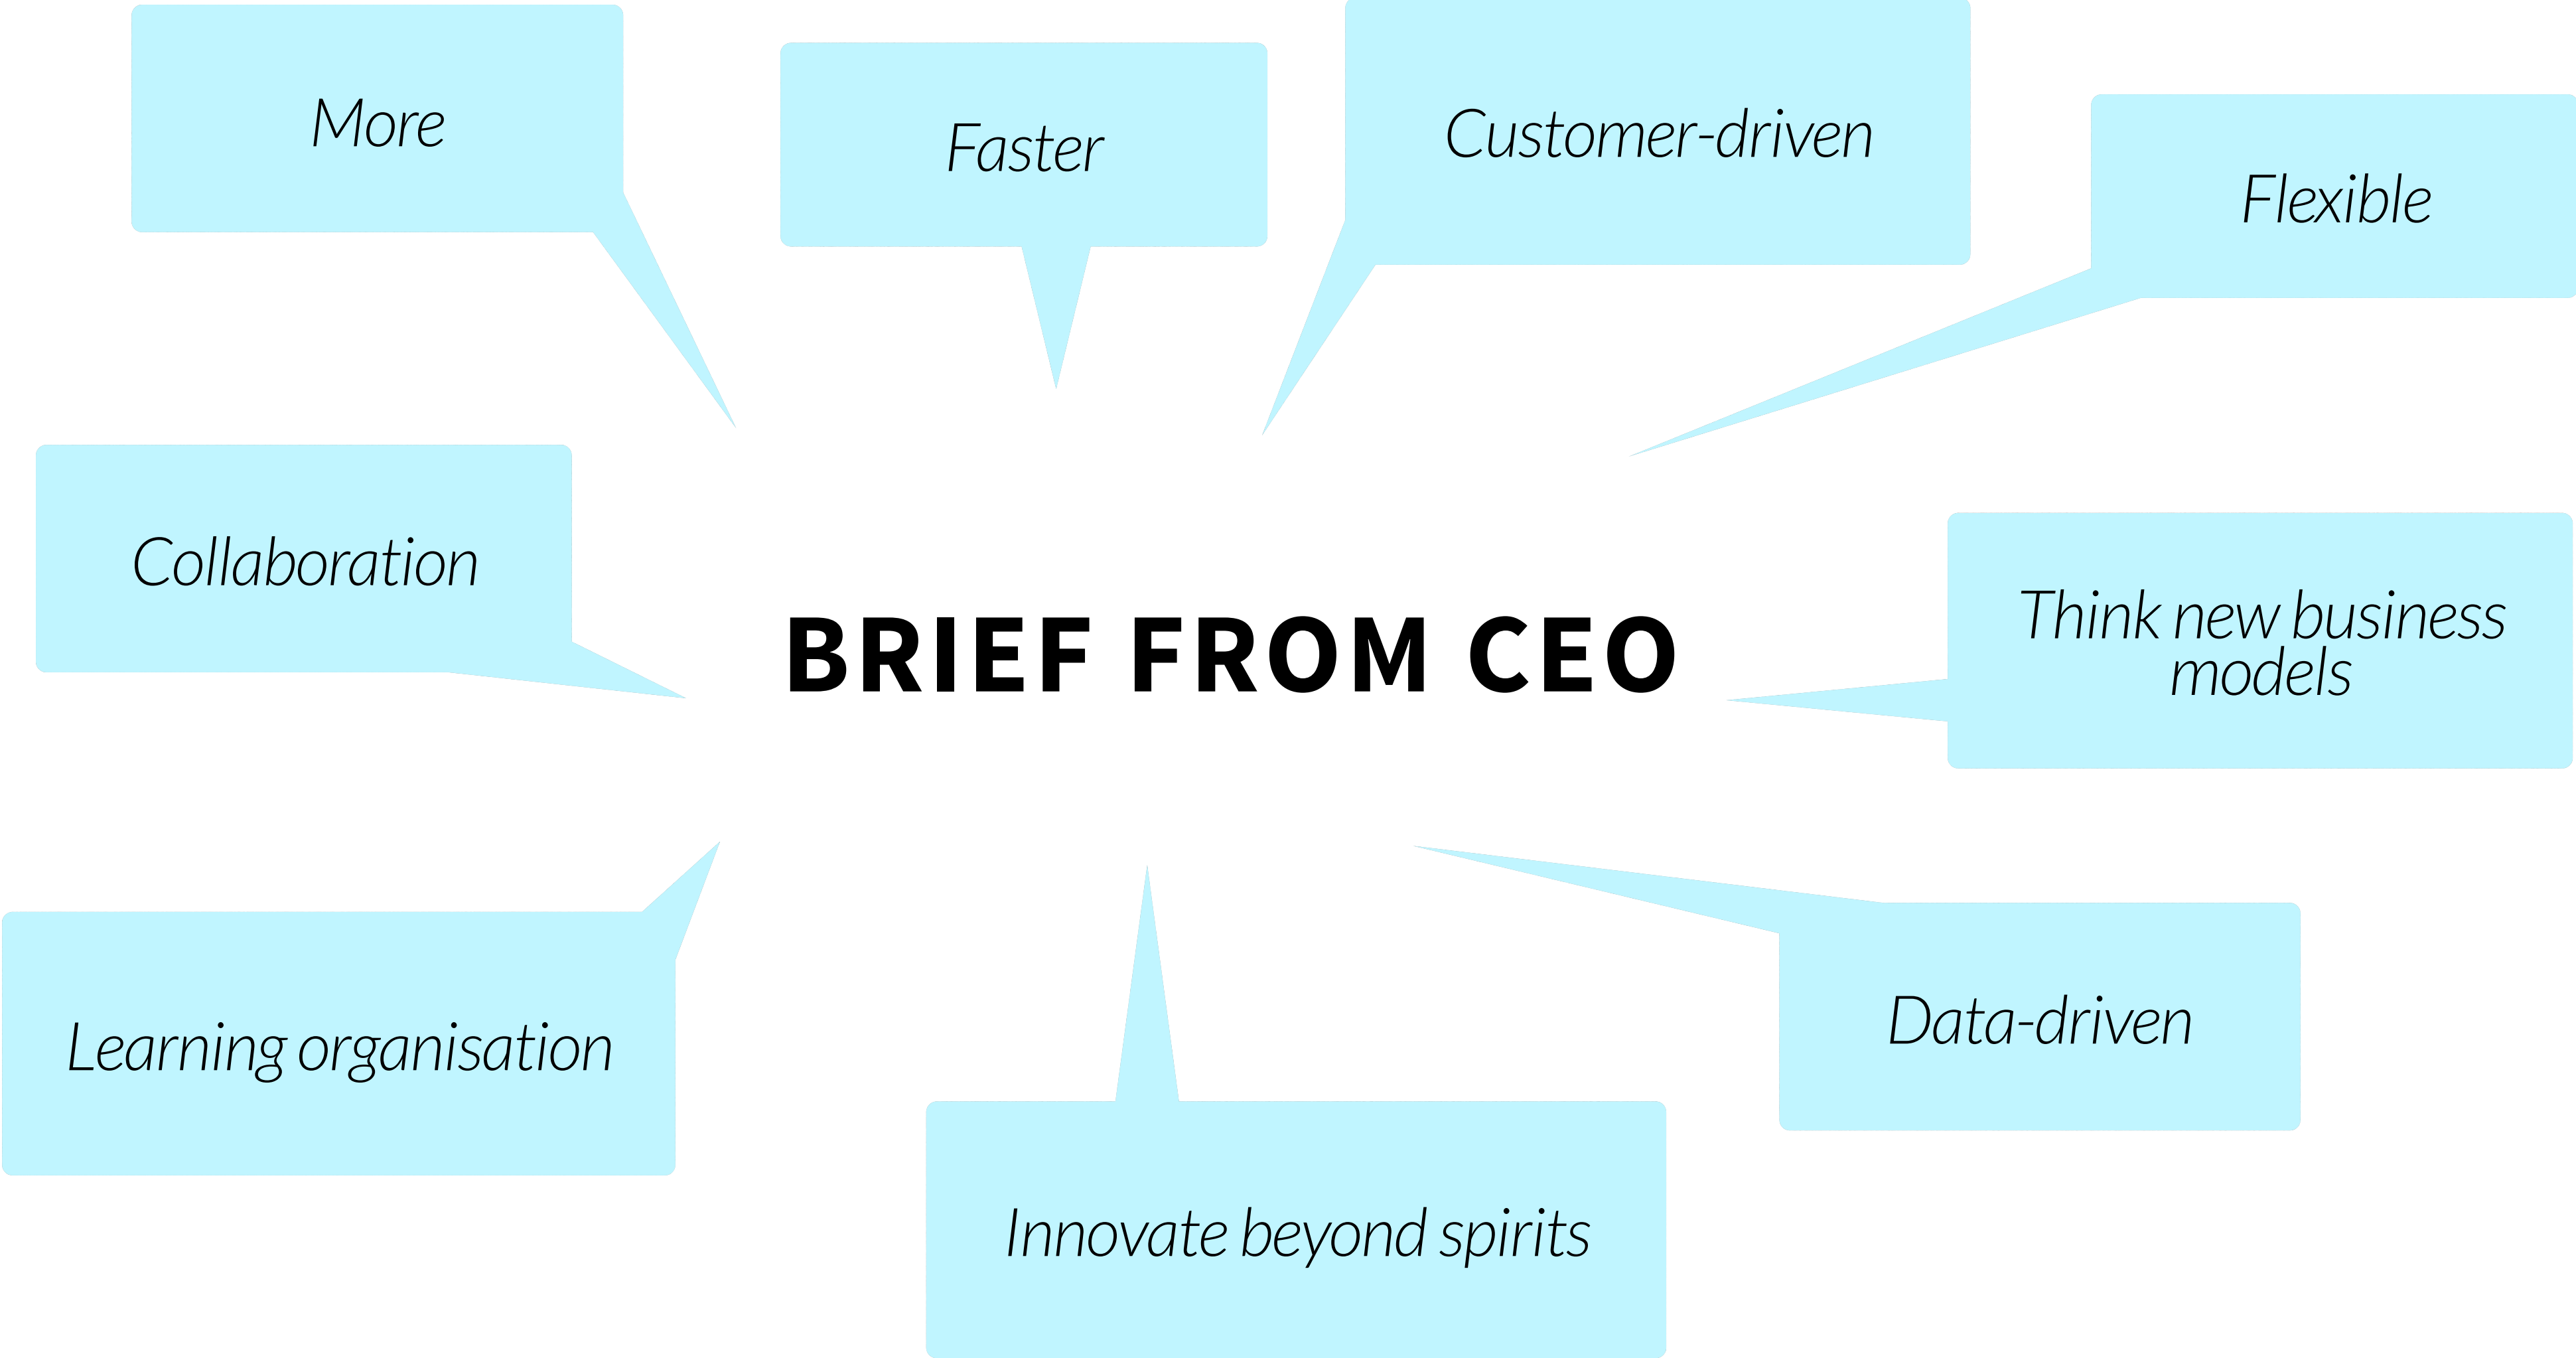 More
Faster
Customer-driven
Flexible
Collaboration
BRIEF FROM CEO
Think new business
models
Learning organisation
Data-driven
Innovate beyond spirits